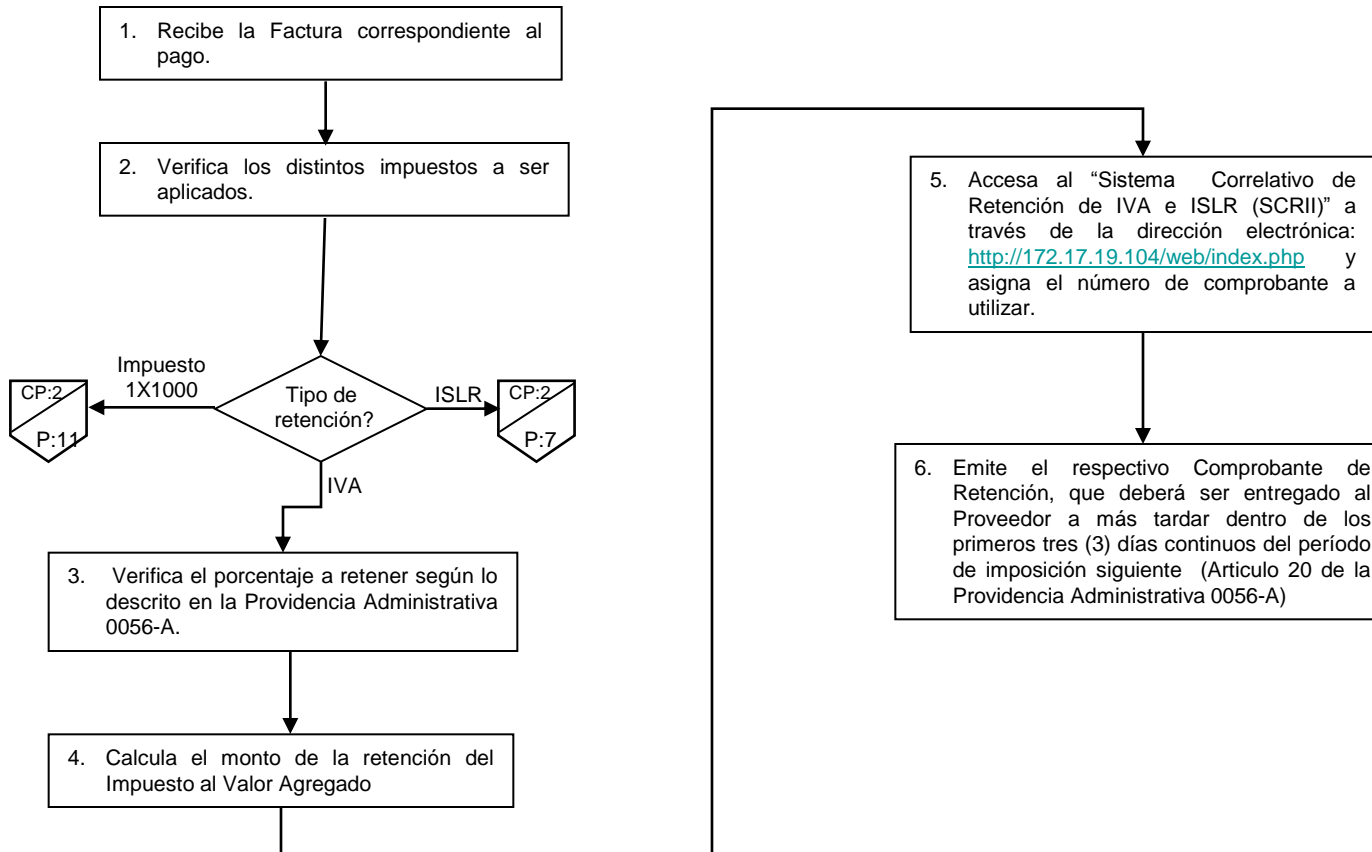 1. Recibe la Factura correspondiente al
pago.
2. Verifica los distintos impuestos a ser
aplicados.
Impuesto
1X1000
CP:2
P:11
Tipo de
retención?
ISLR
CP:2
P:7
IVA
3. Verifica el porcentaje a retener según lo
descrito en la Providencia Administrativa
0056-A.
4. Calcula el monto de la retención del
Impuesto al Valor Agregado
5. Accesa al “Sistema Correlativo de
Retención de IVA e ISLR (SCRII)” a
través de la dirección electrónica:
http://172.17.19.104/web/index.php y
asigna el número de comprobante a
utilizar.
6. Emite el respectivo Comprobante de
Retención, que deberá ser entregado al
Proveedor a más tardar dentro de los
primeros tres (3) días continuos del período
de imposición siguiente (Articulo 20 de la
Providencia Administrativa 0056-A)